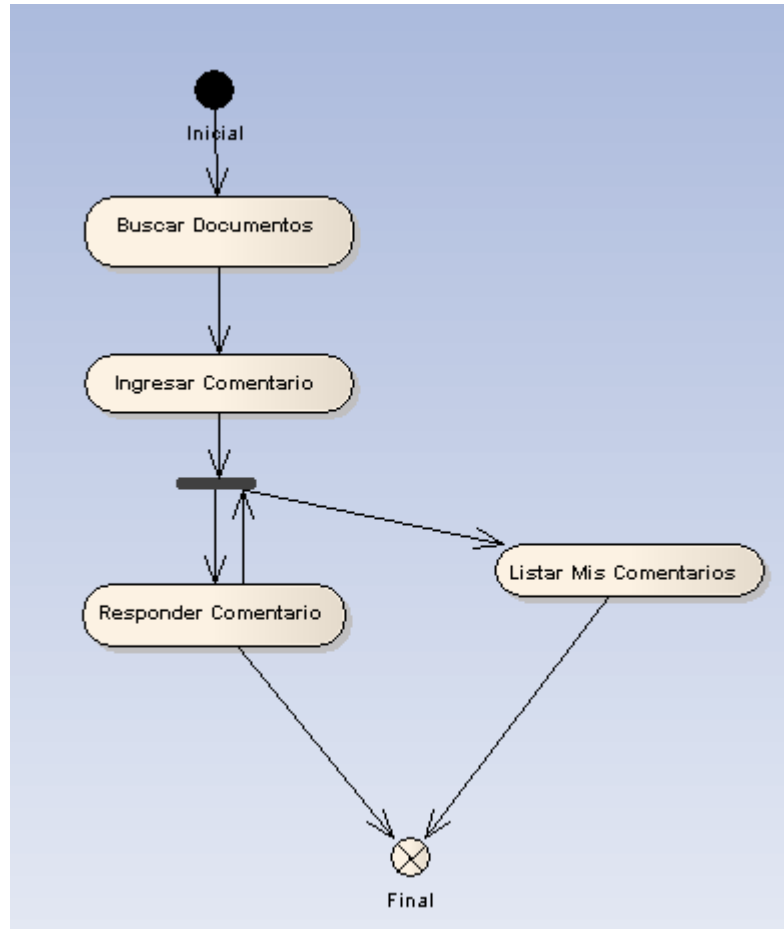 Inicial
Buscar Documentos
Ingresar Comentario
Listar Mis Comentarios
Responder Comentario
Final